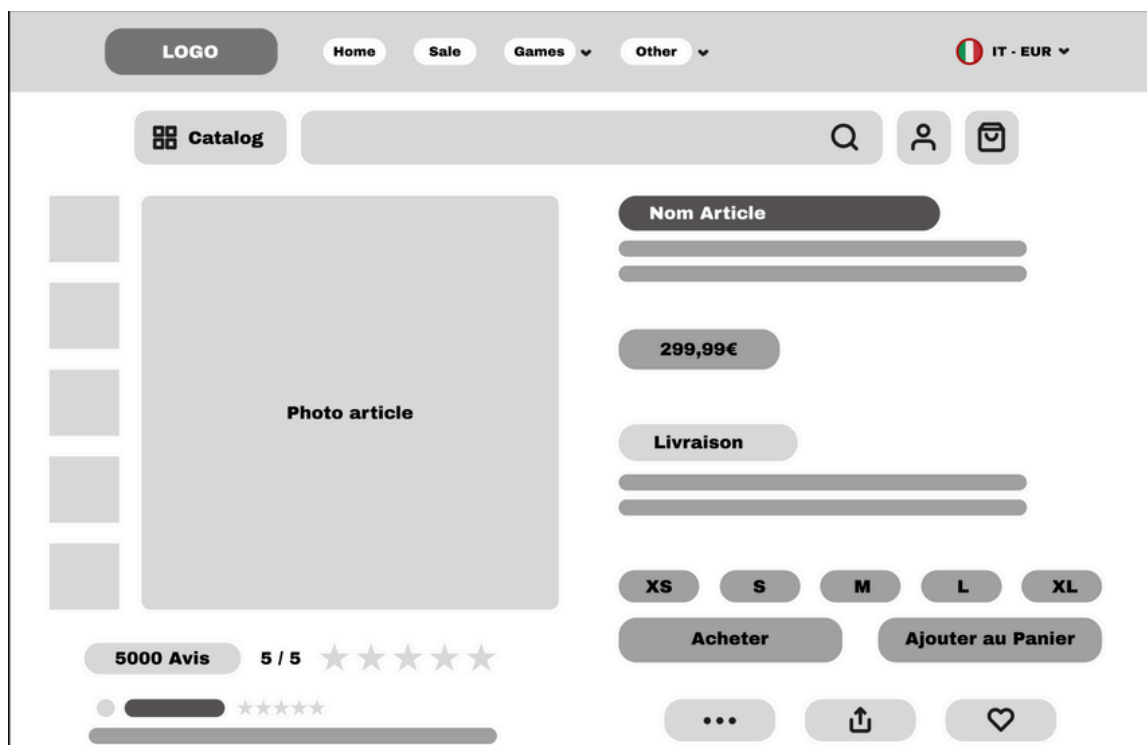 LOGO Home Sale Games Other IT - EUR
Catalog
Nom Article
299,99€
Photo article
Livraison
XS S M L XL
Acheter Ajouter au Panier
5000 Avis 5 / 5